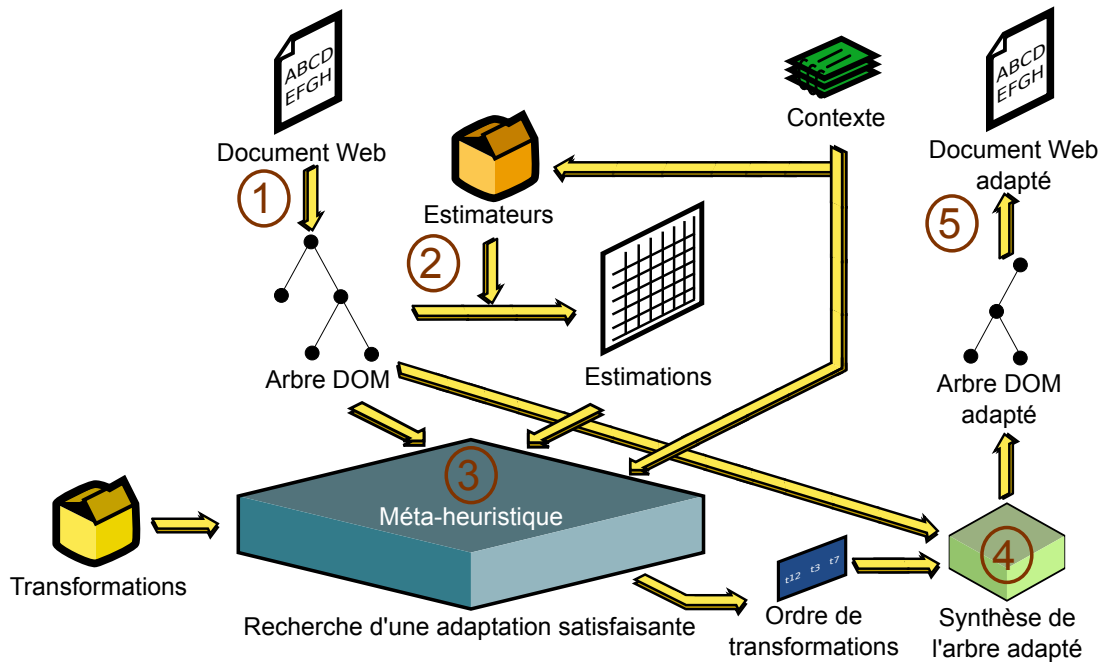 ABCD
EFGH
Document Web
1
Estimateurs
2
Contexte
ABCD
EFGH
Document Web
adapté
5
Arbre DOM
Estimations
Arbre DOM
adapté
3
Méta-heuristique
Transformations
Recherche d'une adaptation satisfaisante
t12 t3 t7
Ordre de
transformations
4
Synthèse de
l'arbre adapté